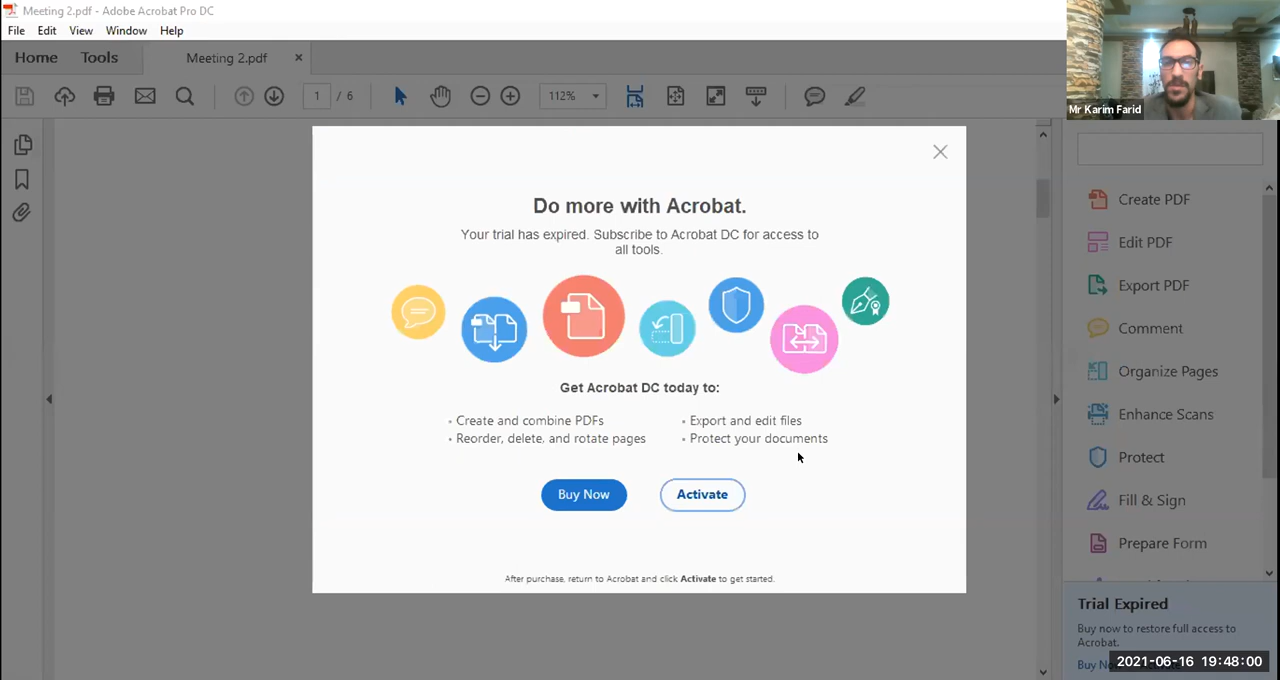 Meeting 2.pdf - Adobe Acrobat Pro DC
File Edit View Window Help
Home Tools Meeting 2.pdf
1 / 6 112%
Mr Karim Farid
Do more with Acrobat.
Your trial has expired. Subscribe to Acrobat DC for access to
all tools.
Get Acrobat DC today to:
• Create and combine PDFs
• Reorder, delete, and rotate pages
• Export and edit files
• Protect your documents
Buy Now Activate
After purchase, return to Acrobat and click Activate to get started.
Create PDF
Edit PDF
Export PDF
Comment
Organize Pages
Enhance Scans
Protect
Fill & Sign
Prepare Form
Trial Expired
Buy now to restore full access to
Acrobat.
Buy
2021-06-16 19:48:00